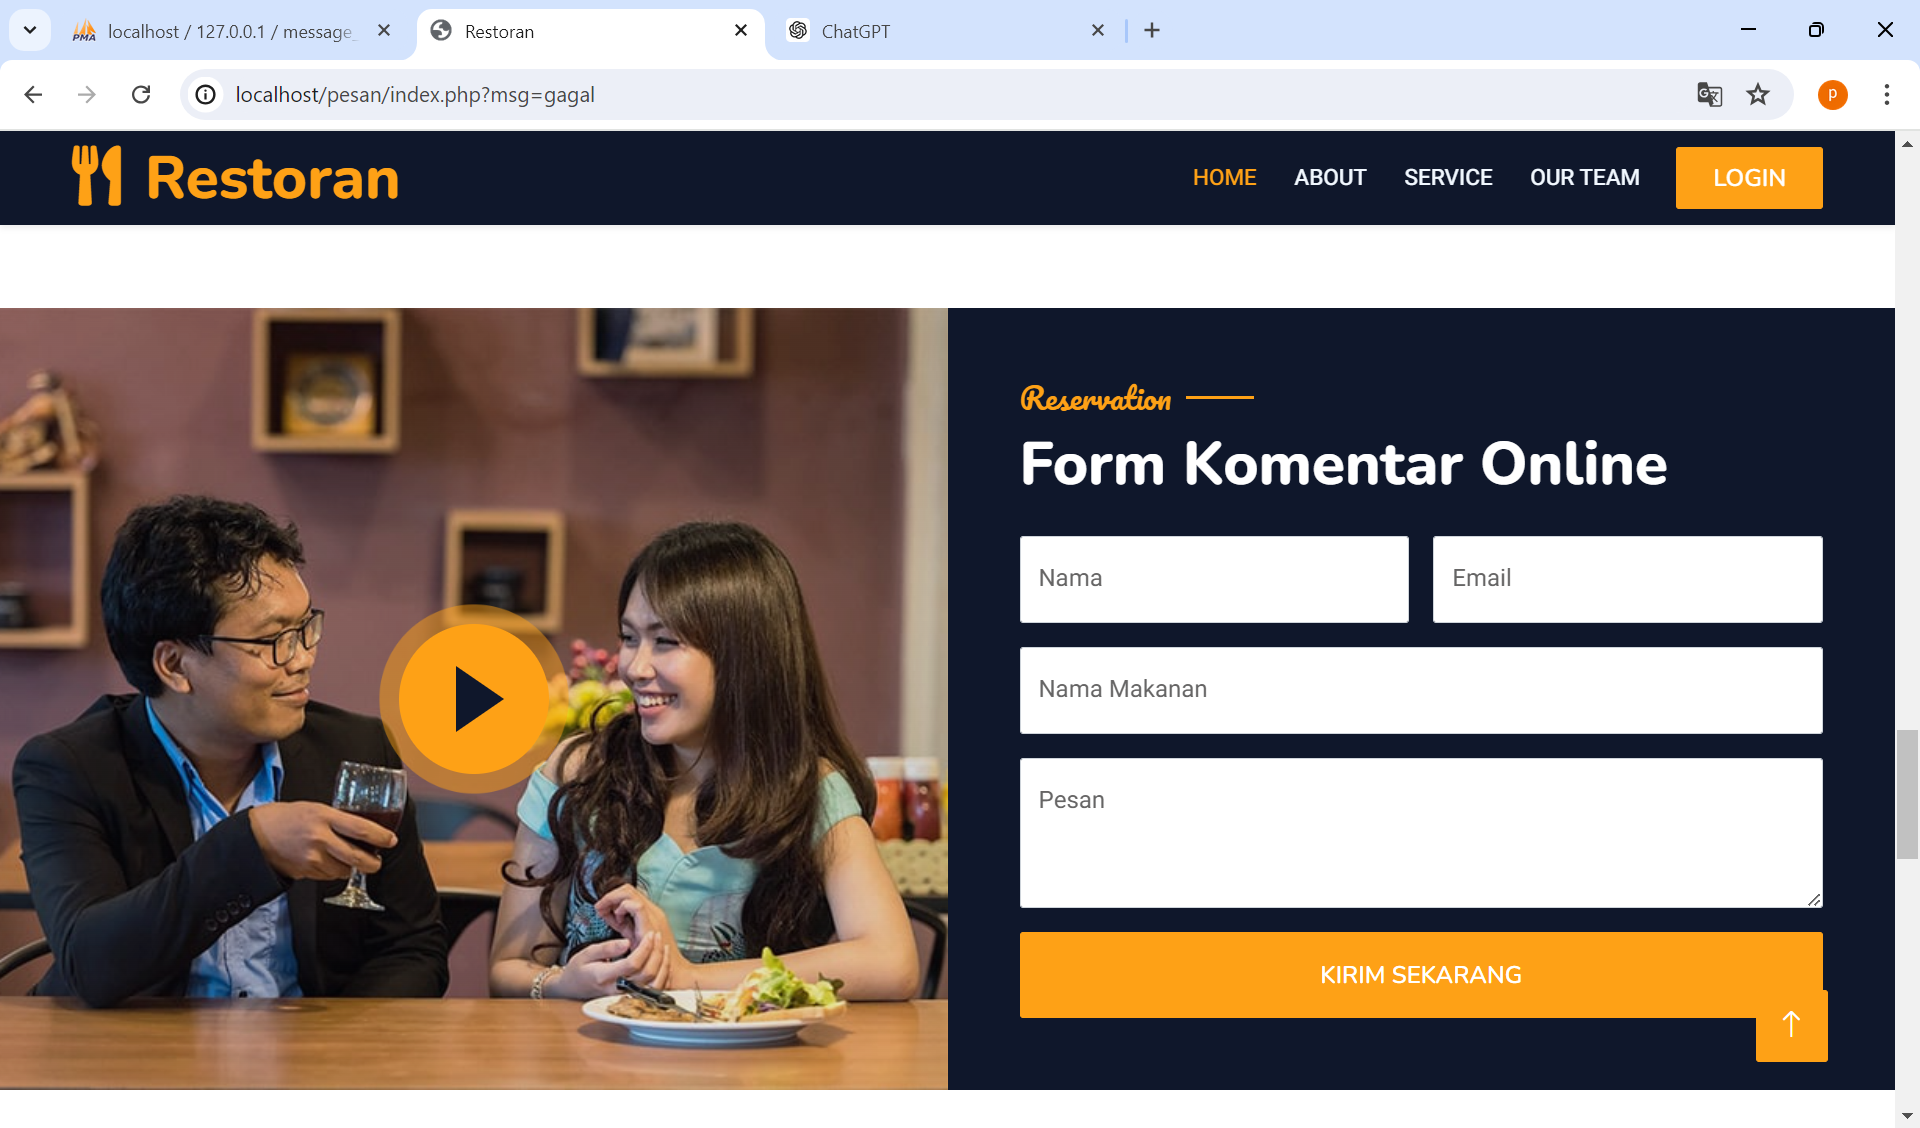 localhost / 127.0.0.1 / message_
Restoran
ChatGPT
localhost/pesan/index.php?msg=gagal
p
Restoran
HOME
ABOUT
SERVICE
OUR TEAM
LOGIN
Reservation
Form Komentar Online
Nama
Email
Nama Makanan
Pesan
KIRIM SEKARANG